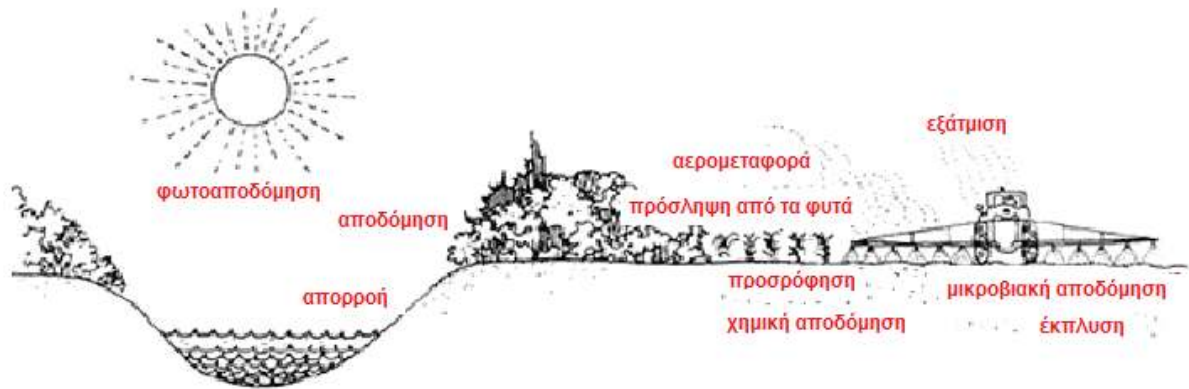 εξάτμιση
αερομεταφορά
φωτοαποδόμηση
πρόσληψη από τα φυτά
αποδόμηση
προσρόφηση
μικροβιακή αποδόμηση
απορροή
χημική αποδόμηση
έκπλυση